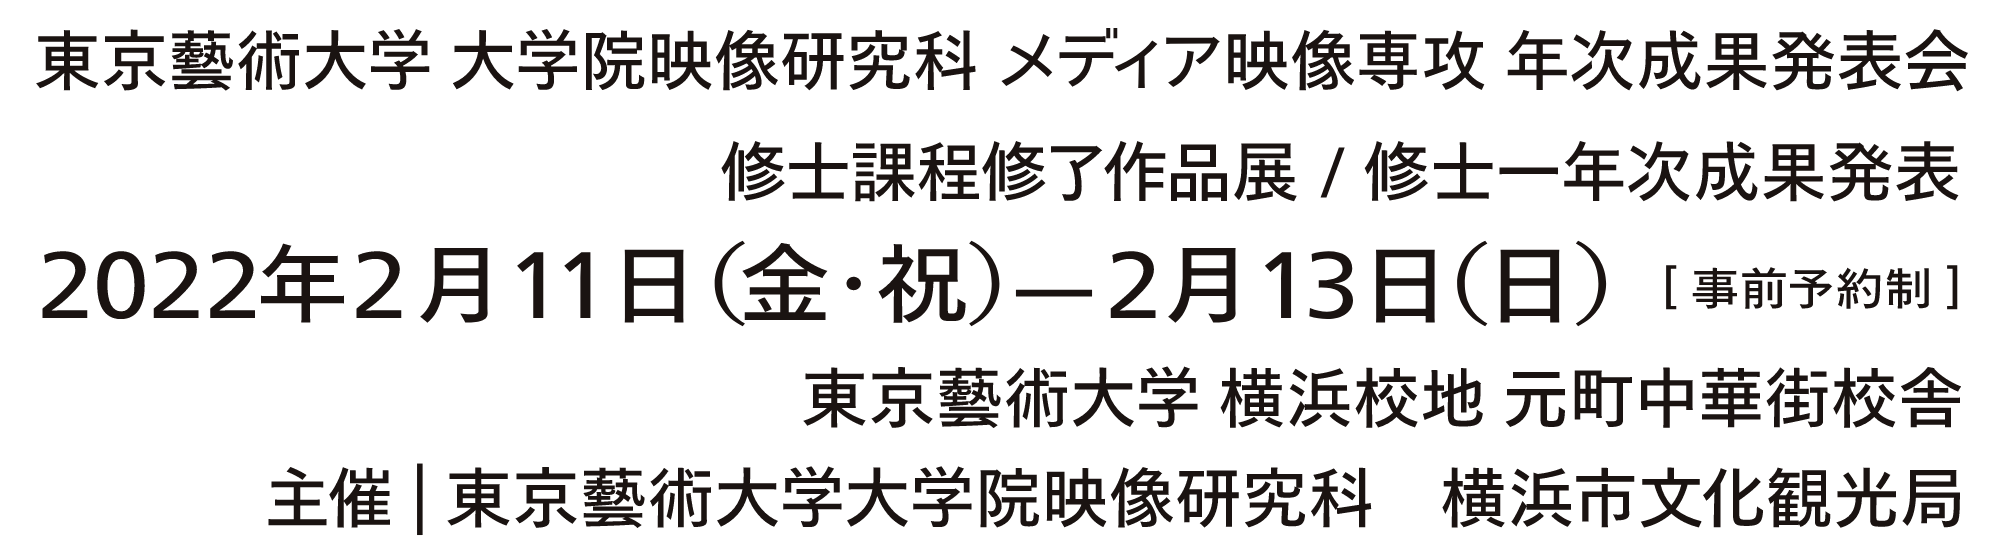 東京藝術大学 大学院映像研究科 メディア映像専攻 年次成果発表会
修士課程修了作品展 / 修士一年次成果発表
2022年2月11日（金・祝）—2月13日（日） [ 事前予約制 ]
東京藝術大学 横浜校地 元町中華街校舎
主催｜東京藝術大学大学院映像研究科　横浜市文化観光局